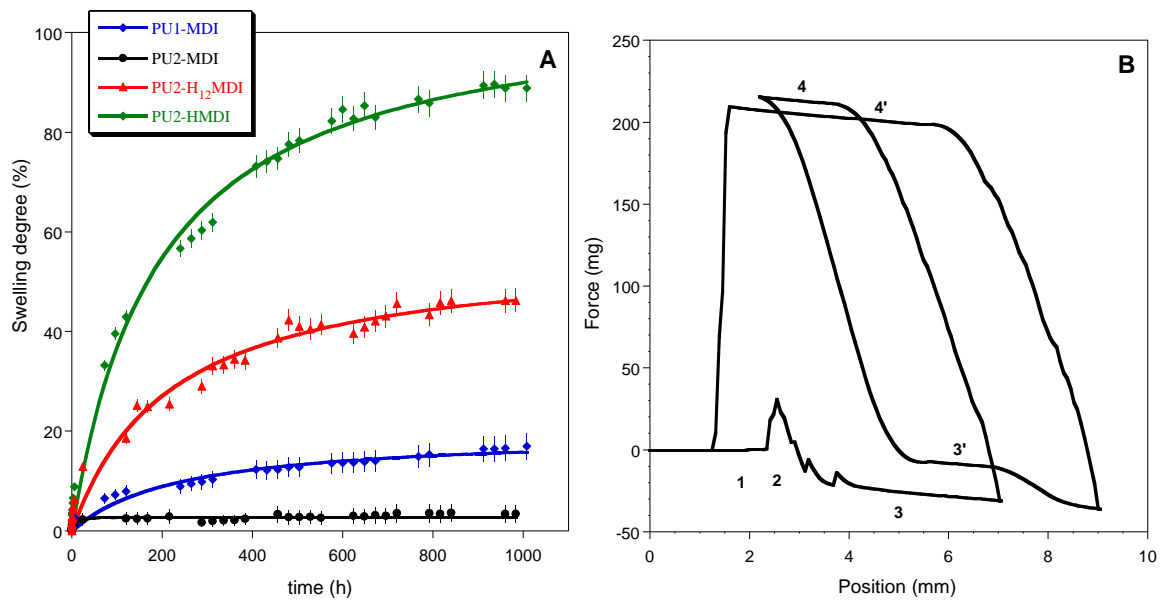 PU1-MDI
PU2-MDI
PU2-H12MDI
PU2-HMDI
A
100
80
60
40
20
0
Swelling degree (%)
0 200 400 600 800 1000
time (h)
B
250
200
150
100
50
0
-50
Force (mg)
4
4'
3'
1 2
3
0 2 4 6 8 10
Position (mm)